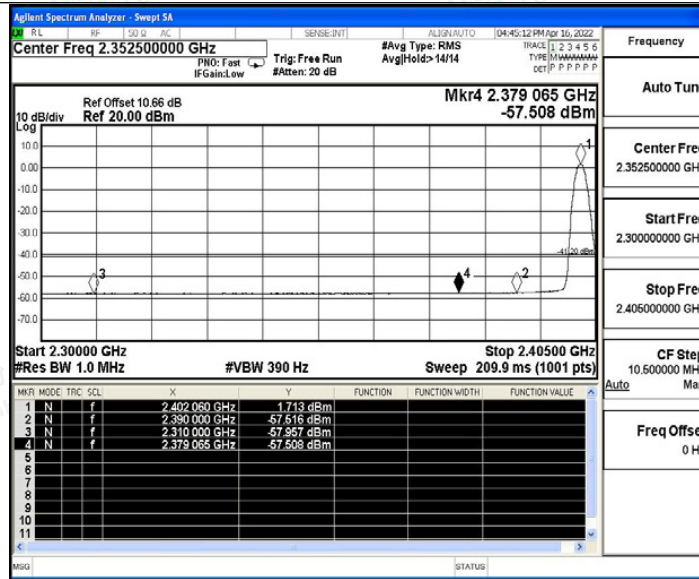 Agilent Spectrum Analyzer - Swept SA
RL RF 50 Ω AC SENSE:INT ALIGNAUTO 04:45:12 PM Apr 16, 2022
Center Freq 2.352500000 GHz
PNO: Fast
IFGain:Low
Trig: Free Run
#Atten: 20 dB
#Avg Type: RMS
Avg|Hold:> 14/14
TRACE 1 2 3 4 5 6
TYPE MWWWWW
DET P P P P P P
Ref Offset 10.66 dB
Ref 20.00 dBm
10 dB/div
Log
Mkr4 2.379 065 GHz
-57.508 dBm
10.0
0.00
-10.0
-20.0
-30.0
-40.0
-50.0
-60.0
-70.0
1
-41.20 dBm
3
4
2
Start 2.30000 GHz
Stop 2.40500 GHz
#Res BW 1.0 MHz
#VBW 390 Hz
Sweep 209.9 ms (1001 pts)
MKR MODE TRC SCL X Y FUNCTION FUNCTION WIDTH FUNCTION VALUE
1 N f 2.402 060 GHz 1.713 dBm
2 N f 2.390 000 GHz -57.516 dBm
3 N f 2.310 000 GHz -57.957 dBm
4 N f 2.379 065 GHz -57.508 dBm
5
6
7
8
9
10
11
MSG
STATUS
Frequency
Auto Tun
Center Fre
2.352500000 GH
Start Fre
2.300000000 GH
Stop Fre
2.405000000 GH
CF Ste
10.500000 MH
Auto Ma
Freq Offse
0 H